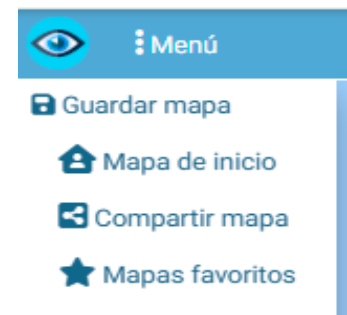 Menú
Guardar mapa
Mapa de inicio
Compartir mapa
Mapas favoritos